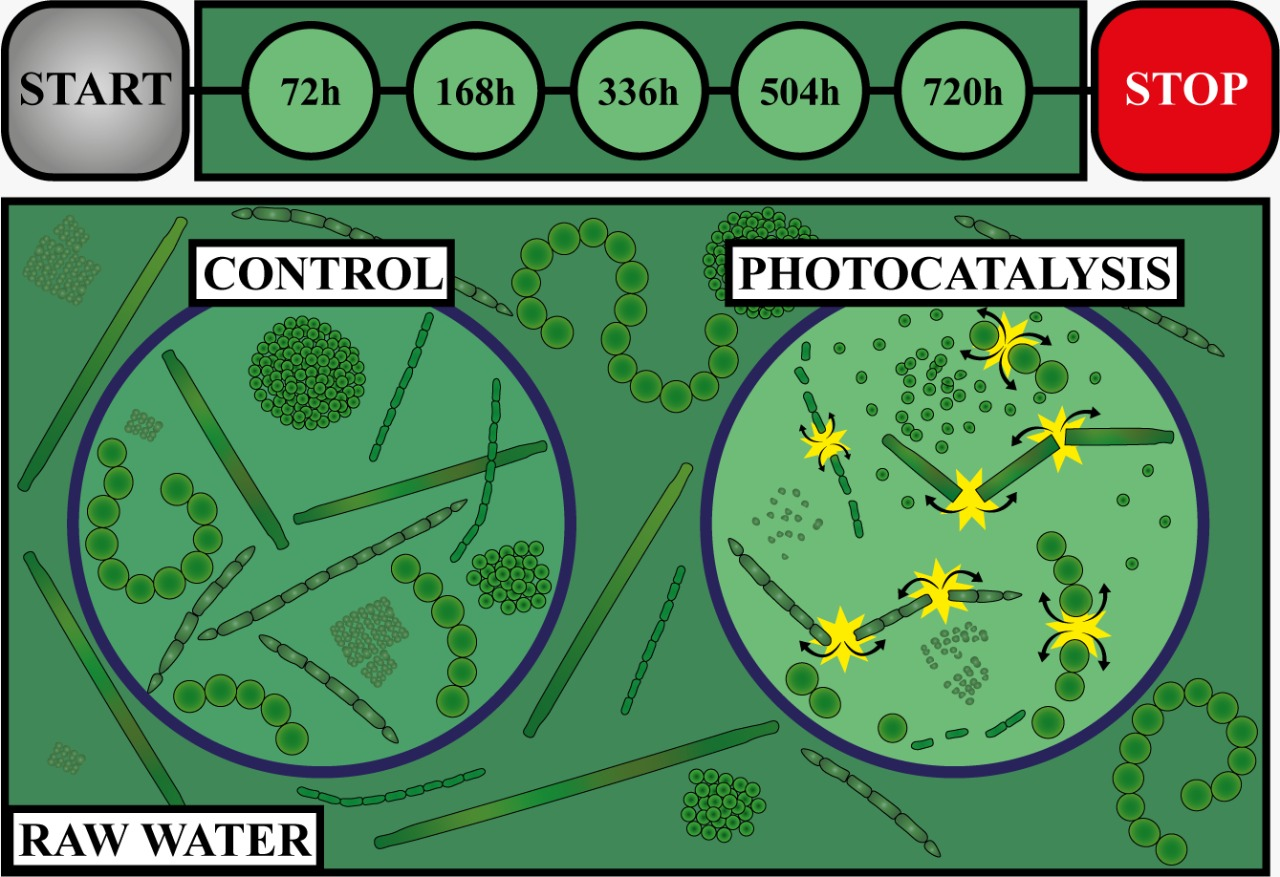 START
72h
168h
336h
504h
720h
STOP
CONTROL
PHOTOCATALYSIS
RAW WATER